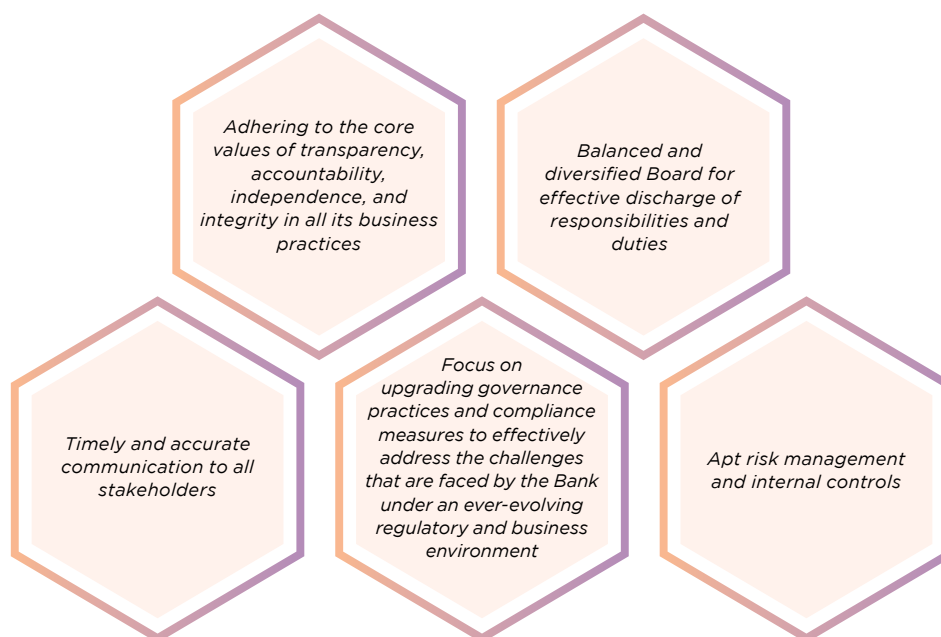 Adhering to the core
values of transparency,
accountability,
independence, and
integrity in all its business
practices
Balanced and
diversified Board for
effective discharge of
responsibilities and
duties
Timely and accurate
communication to all
stakeholders
Focus on
upgrading governance
practices and compliance
measures to effectively
address the challenges
that are faced by the Bank
under an ever-evolving
regulatory and business
environment
Apt risk management
and internal controls